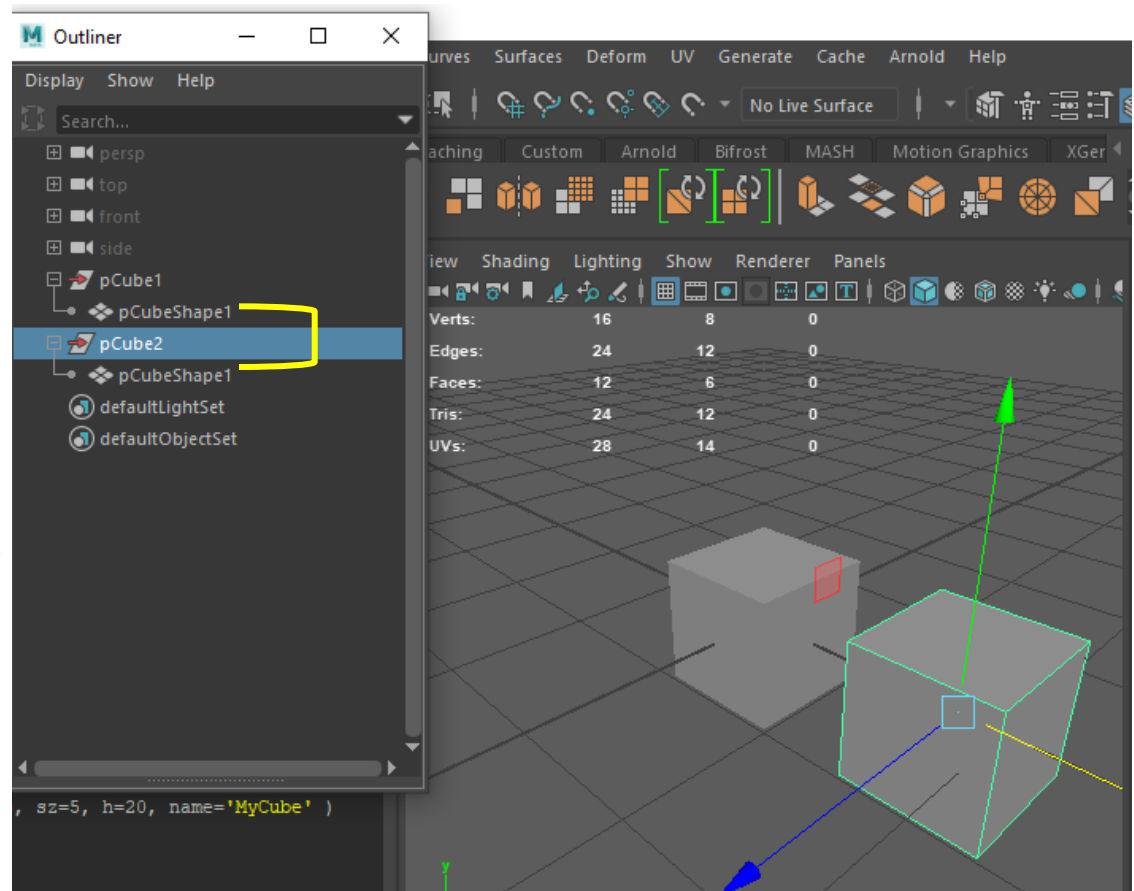 Outliner
Display Show Help
Search...
persp
top
front
side
pCube1
pCubeShape1
pCube2
pCubeShape1
defaultLightSet
defaultObjectSet
, sz=5, h=20, name='MyCube' )
urves Surfaces Deform UV Generate Cache Arnold Help
No Live Surface
aching Custom Arnold Bifrost MASH Motion Graphics XGer
iew Shading Lighting Show Renderer Panels
Verts: 16 8 0
Edges: 24 12 0
Faces: 12 6 0
Tris: 24 12 0
UVs: 28 14 0
y